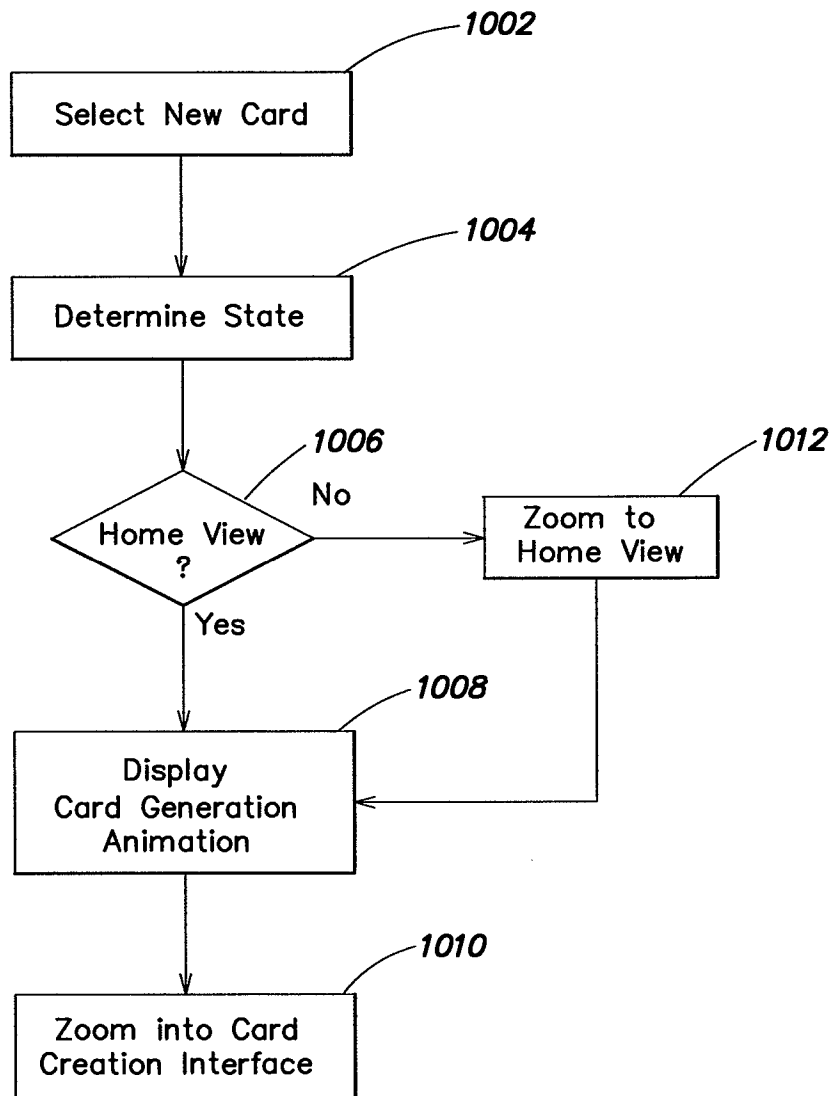 1002
Select New Card
1004
Determine State
1006
Home View
?
No
1012
Zoom to
Home View
Yes
1008
Display
Card Generation
Animation
1010
Zoom into Card
Creation Interface